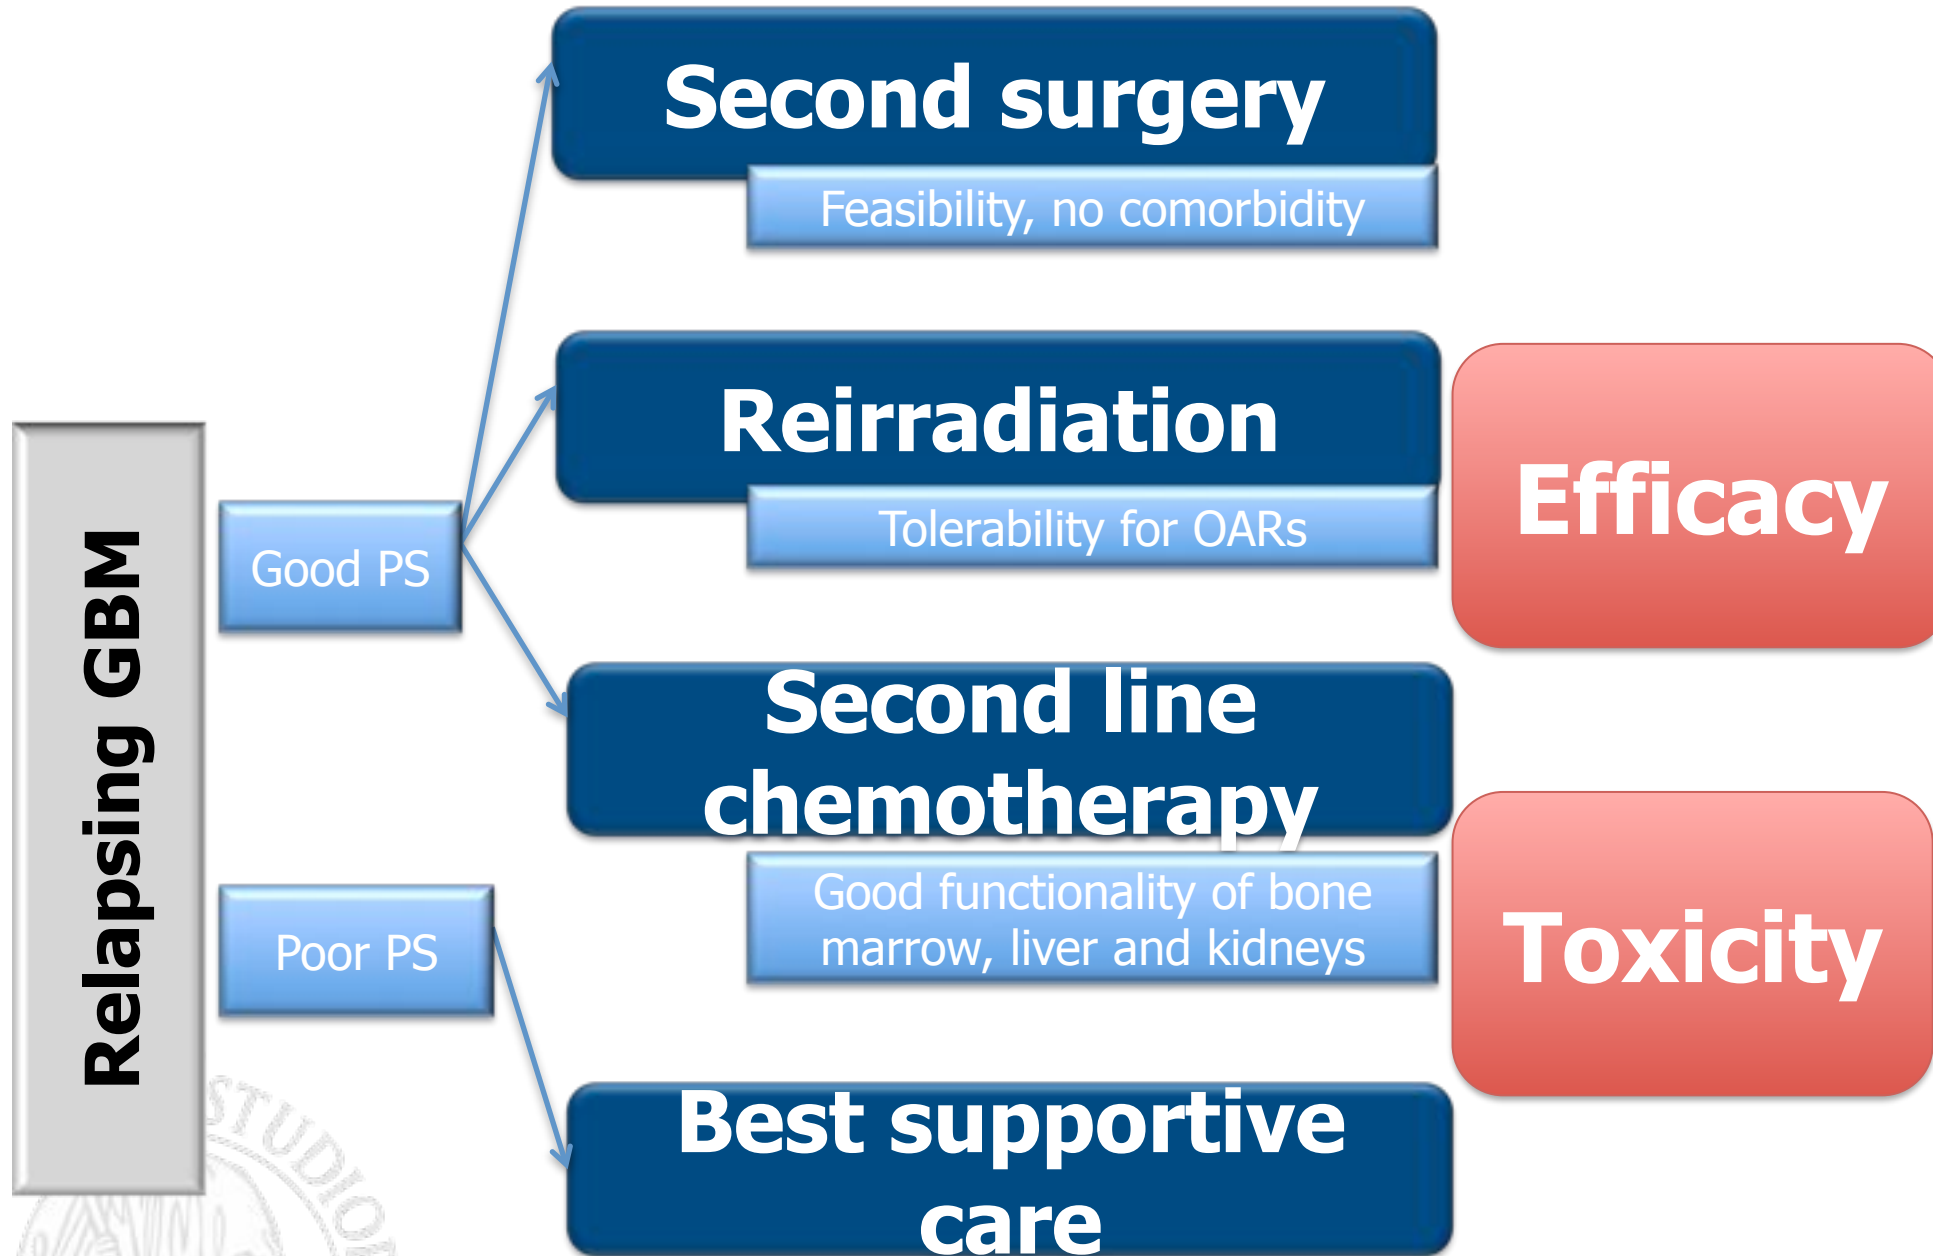 Relapsing GBM
Good PS
Poor PS
Second surgery
Feasibility, no comorbidity
Reirradiation
Tolerability for OARs
Second line
chemotherapy
Good functionality of bone
marrow, liver and kidneys
Best supportive
care
Efficacy
Toxicity